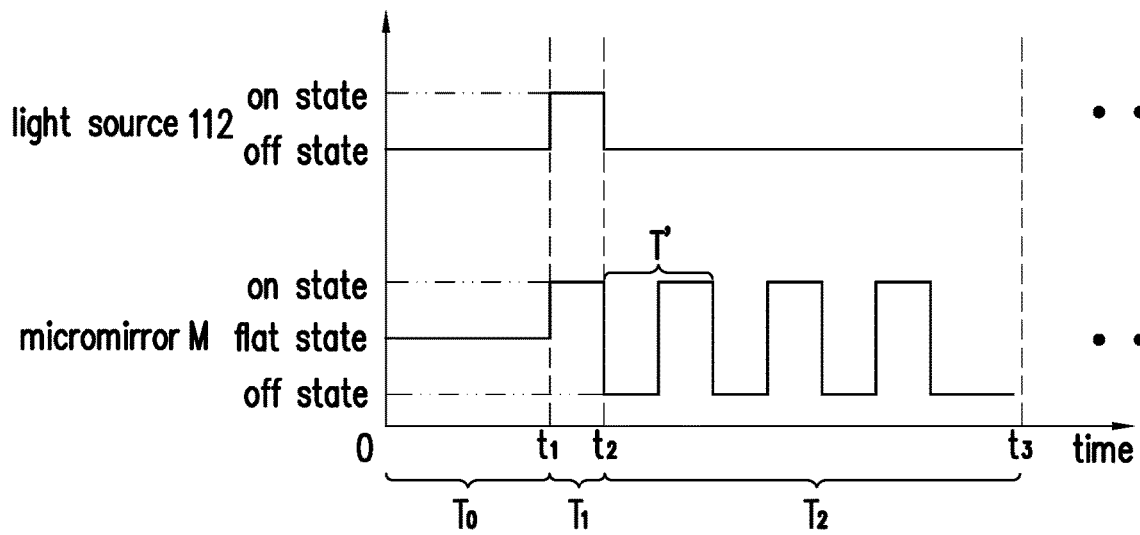 on state
light source 112
off state
T'
on state
micromirror M flat state
off state
0 t1 t2 t3 time
T0 T1 T2